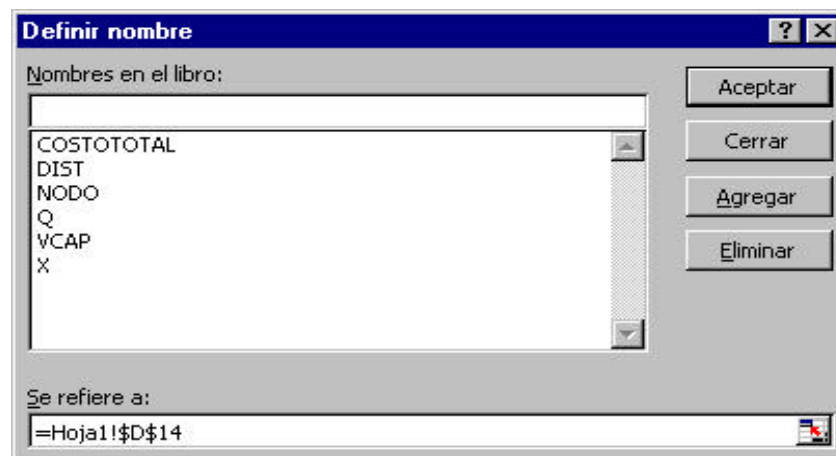 Definir nombre
Nombres en el libro:
Aceptar
COSTOTOTAL
DIST
NODO
Q
VCAP
X
Cerrar
Agregar
Eliminar
Se refiere a:
=Hoja1!$D$14